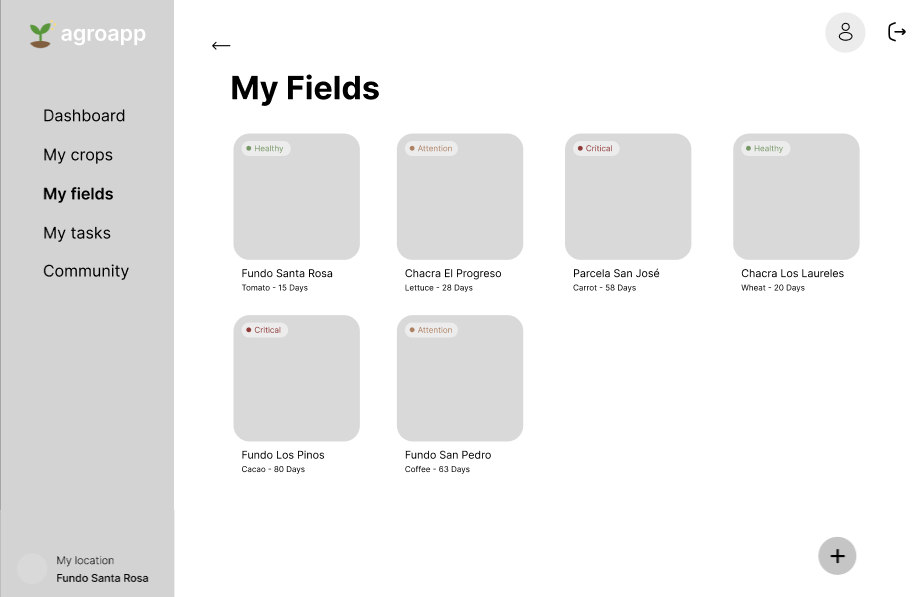 agroapp
Dashboard
My crops
My fields
My tasks
Community
My location
Fundo Santa Rosa
My Fields
Healthy
Attention
Critical
Healthy
Fundo Santa Rosa
Tomato - 15 Days
Chacra El Progreso
Lettuce - 28 Days
Parcela San José
Carrot - 58 Days
Chacra Los Laureles
Wheat - 20 Days
Critical
Attention
Fundo Los Pinos
Cacao - 80 Days
Fundo San Pedro
Coffee - 63 Days